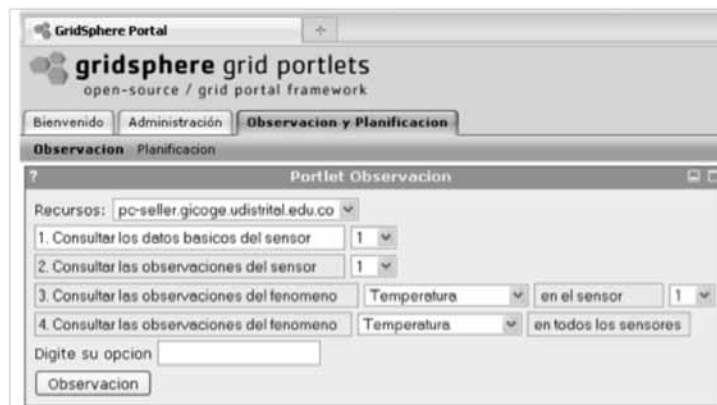 GridSphere Portal
gridsphere grid portlets
open-source / grid portal framework
Bienvenido Administración Observacion y Planificacion
Observacion Planificacion
? Portlet Observacion
Recursos: pc-seller.gicoge.udistrital.edu.co
1. Consultar los datos basicos del sensor 1
2. Consultar las observaciones del sensor 1
3. Consultar las observaciones del fenomeno Temperatura en el sensor 1
4. Consultar las observaciones del fenomeno Temperatura en todos los sensores
Digite su opcion
Observacion